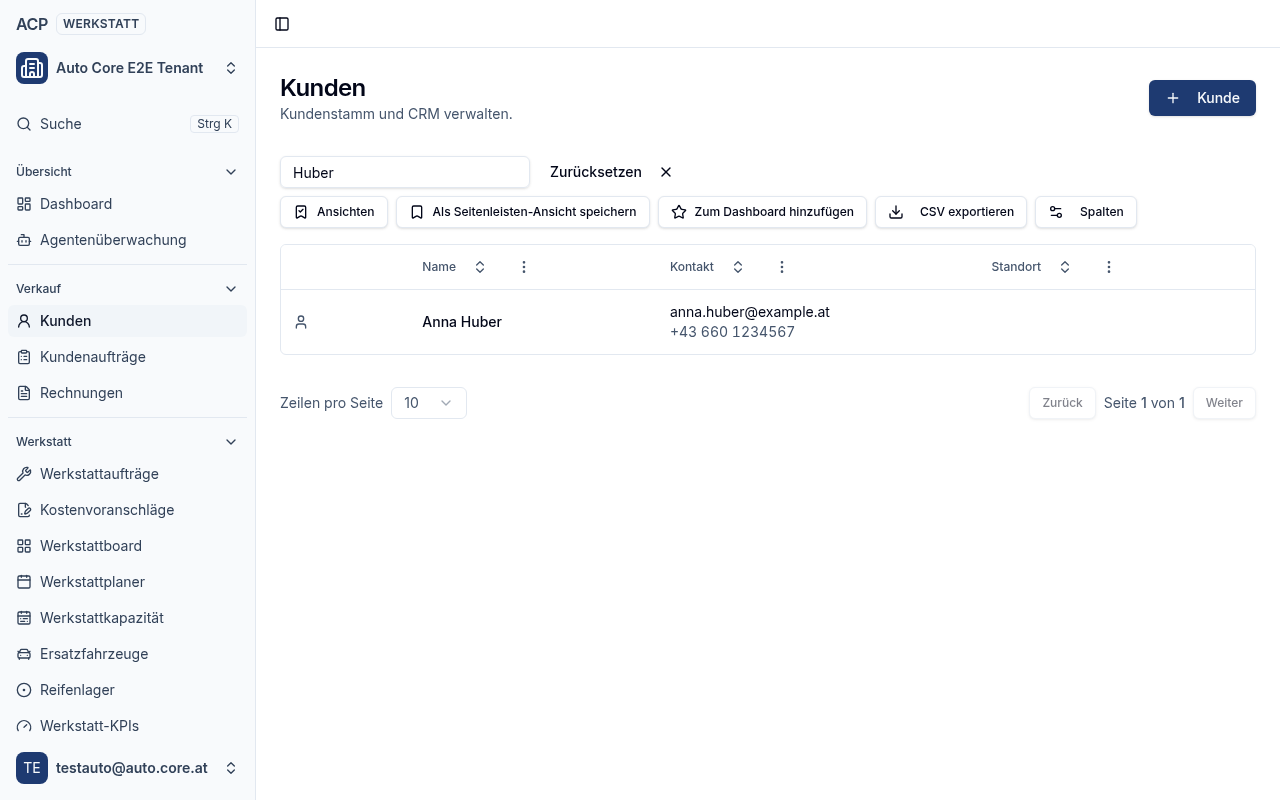 ACP WERKSTATT
Auto Core E2E Tenant
Suche Strg K
Übersicht
Dashboard
Agentenüberwachung
Verkauf
Kunden
Kundenaufträge
Rechnungen
Werkstatt
Werkstattaufträge
Kostenvoranschläge
Werkstattboard
Werkstattplaner
Werkstattkapazität
Ersatzfahrzeuge
Reifenlager
Werkstatt-KPIs
TE testauto@auto.core.at
Kunden
Kundenstamm und CRM verwalten.
Kunde
Huber Zurücksetzen
Ansichten Als Seitenleisten-Ansicht speichern Zum Dashboard hinzufügen CSV exportieren Spalten
Name Kontakt Standort
Anna Huber anna.huber@example.at
+43 660 1234567
Zeilen pro Seite 10 Zurück Seite 1 von 1 Weiter